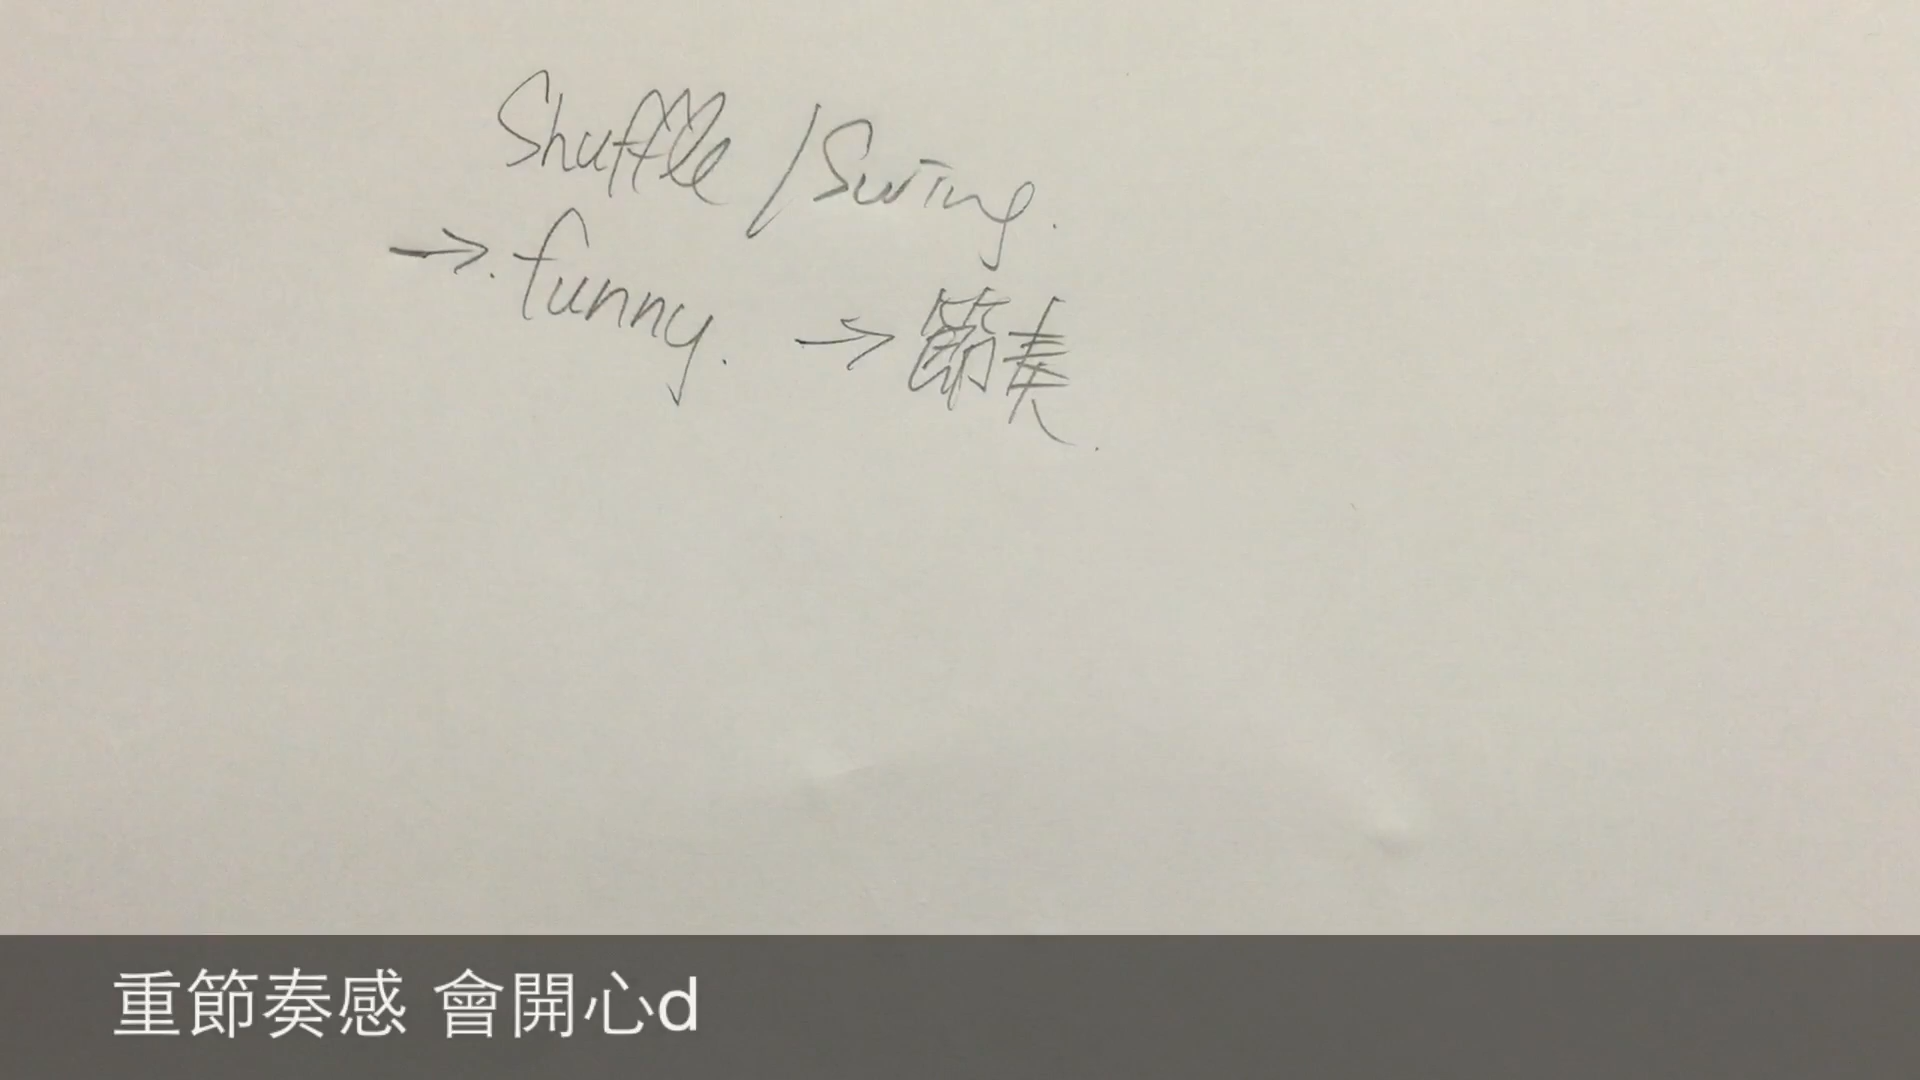 Shuffle / Swing.
→. funny. → 節奏.
重節奏感 會開心d